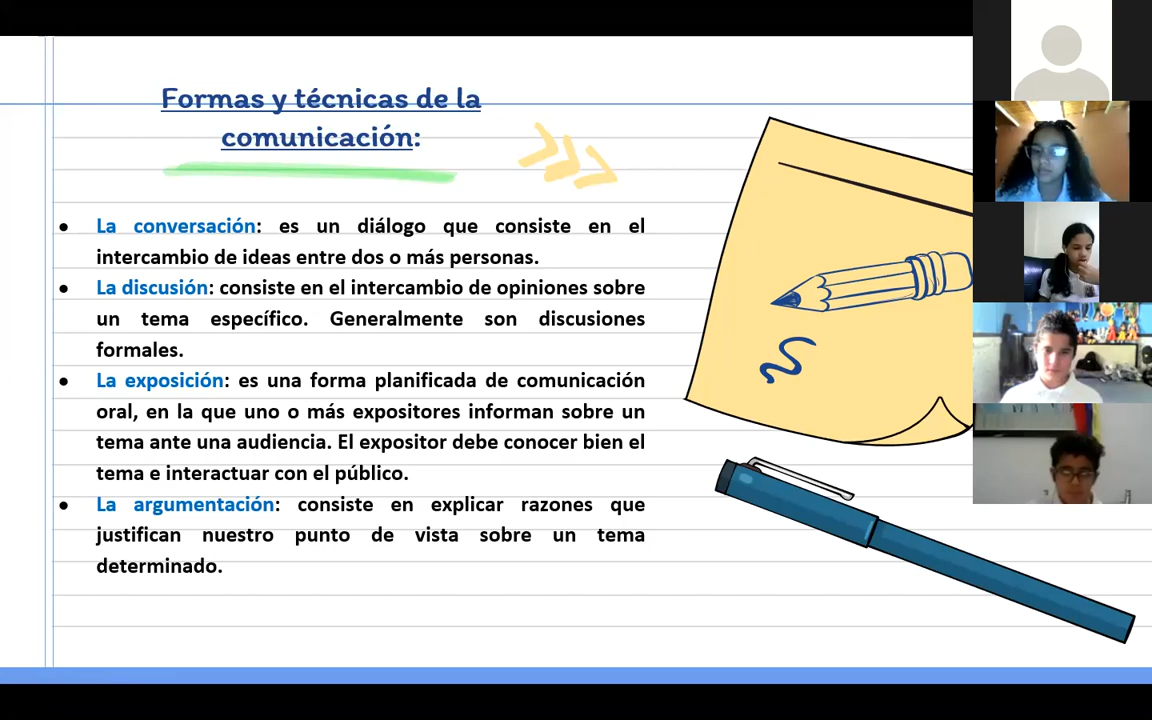 Formas y técnicas de la
comunicación:
● La conversación: es un diálogo que consiste en el
intercambio de ideas entre dos o más personas.
● La discusión: consiste en el intercambio de opiniones sobre
un tema específico. Generalmente son discusiones
formales.
● La exposición: es una forma planificada de comunicación
oral, en la que uno o más expositores informan sobre un
tema ante una audiencia. El expositor debe conocer bien el
tema e interactuar con el público.
● La argumentación: consiste en explicar razones que
justifican nuestro punto de vista sobre un tema
determinado.